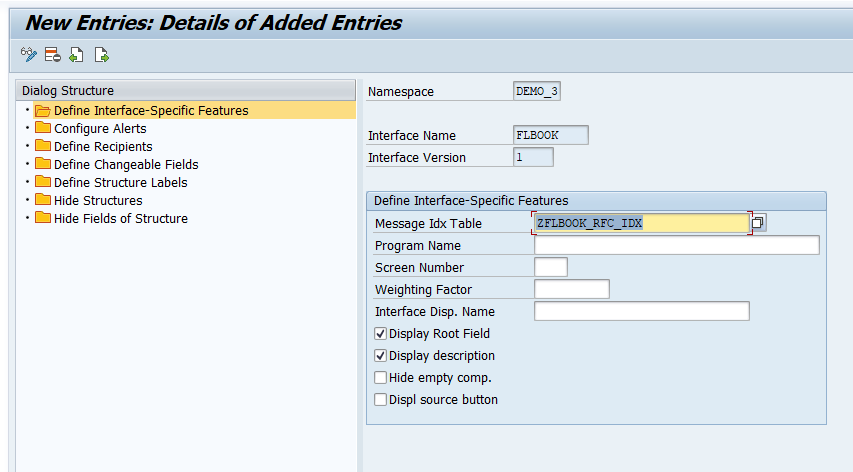 New Entries: Details of Added Entries
Dialog Structure
Define Interface-Specific Features
Configure Alerts
Define Recipients
Define Changeable Fields
Define Structure Labels
Hide Structures
Hide Fields of Structure
Namespace DEMO_3
Interface Name FLBOOK
Interface Version 1
Define Interface-Specific Features
Message Idx Table ZFLBOOK_RFC_IDX
Program Name
Screen Number
Weighting Factor
Interface Disp. Name
Display Root Field
Display description
Hide empty comp.
Displ source button